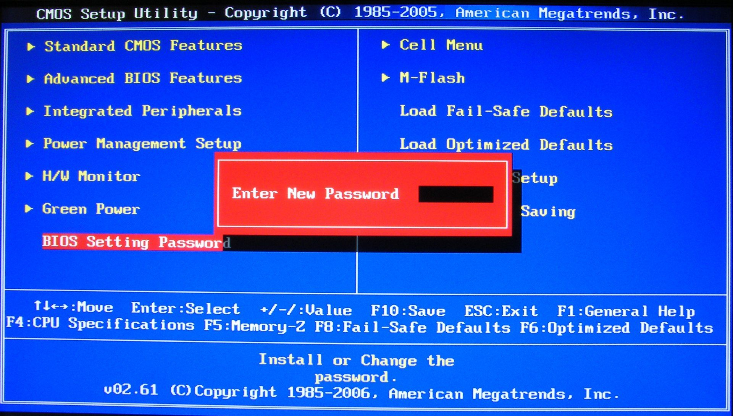 CMOS Setup Utility - Copyright (C) 1985-2005, American Megatrends, Inc.
Standard CMOS Features
Advanced BIOS Features
Integrated Peripherals
Power Management Setup
H/W Monitor
Green Power
BIOS Setting Password
Cell Menu
M-Flash
Load Fail-Safe Defaults
Load Optimized Defaults
Setup
Saving
Enter New Password
↑↓←→:Move Enter:Select +/-/:Value F10:Save ESC:Exit F1:General Help
F4:CPU Specifications F5:Memory-Z F8:Fail-Safe Defaults F6:Optimized Defaults
Install or Change the
password.
v02.61 (C)Copyright 1985-2006, American Megatrends, Inc.